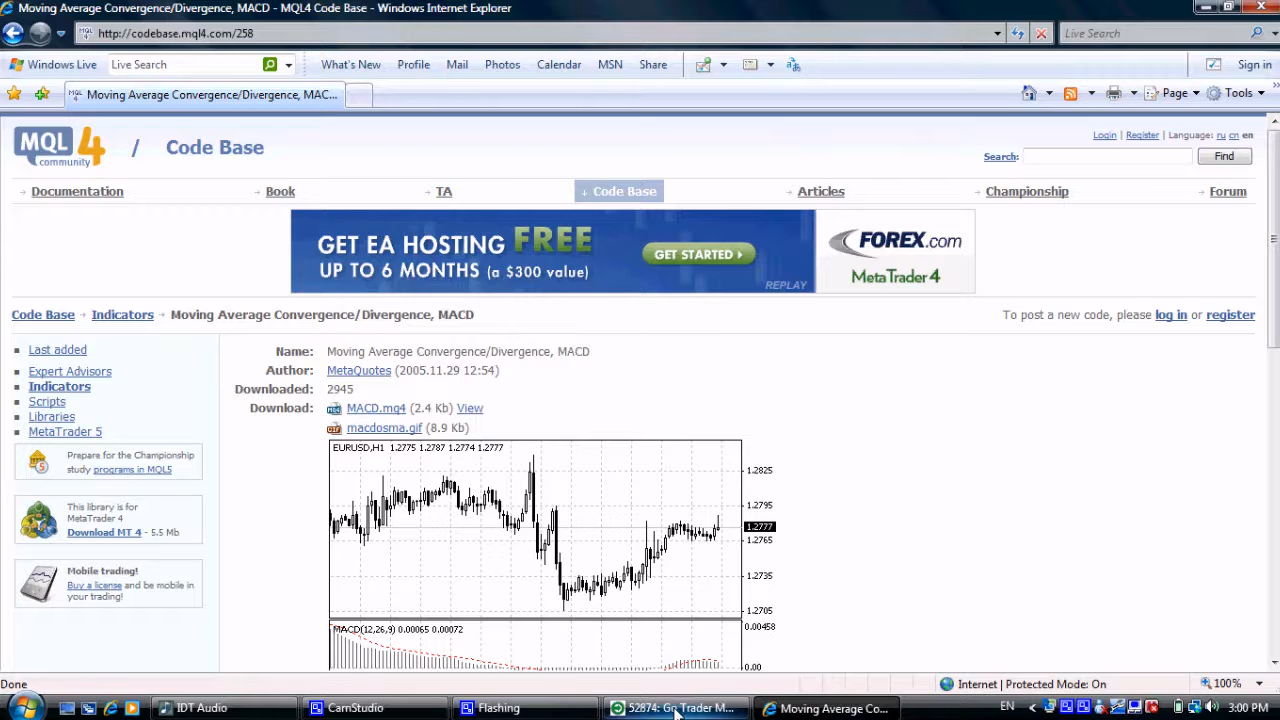 Moving Average Convergence/Divergence, MACD - MQL4 Code Base - Windows Internet Explorer
http://codebase.mql4.com/258
Live Search
Windows Live
Live Search
What's New
Profile
Mail
Photos
Calendar
MSN
Share
Sign in
Moving Average Convergence/Divergence, MAC...
Page
Tools
MQL 4 community
/ Code Base
Login | Register | Language: ru cn en
Search:
Find
Documentation
Book
TA
Code Base
Articles
Championship
Forum
GET EA HOSTING FREE
UP TO 6 MONTHS (a $300 value)
GET STARTED
REPLAY
FOREX.com
MetaTrader 4
Code Base
Indicators
Moving Average Convergence/Divergence, MACD
To post a new code, please log in or register
Last added
Expert Advisors
Indicators
Scripts
Libraries
MetaTrader 5
Prepare for the Championship
study programs in MQL5
This library is for
MetaTrader 4
Download MT 4 - 5.5 Mb
Mobile trading!
Buy a license and be mobile in
your trading!
Name: Moving Average Convergence/Divergence, MACD
Author: MetaQuotes (2005.11.29 12:54)
Downloaded: 2945
Download: MACD.mq4 (2.4 Kb) View
macdosma.gif (8.9 Kb)
EURUSD,H1 1.2775 1.2787 1.2774 1.2777
1.2825
1.2795
1.2777
1.2765
1.2735
1.2705
MACD(12,26,9) 0.00065 0.00072
0.00458
0.00
Done
Internet | Protected Mode: On
100%
IDT Audio
CamStudio
Flashing
52874: Go Trader M...
Moving Average Co...
EN
3:00 PM